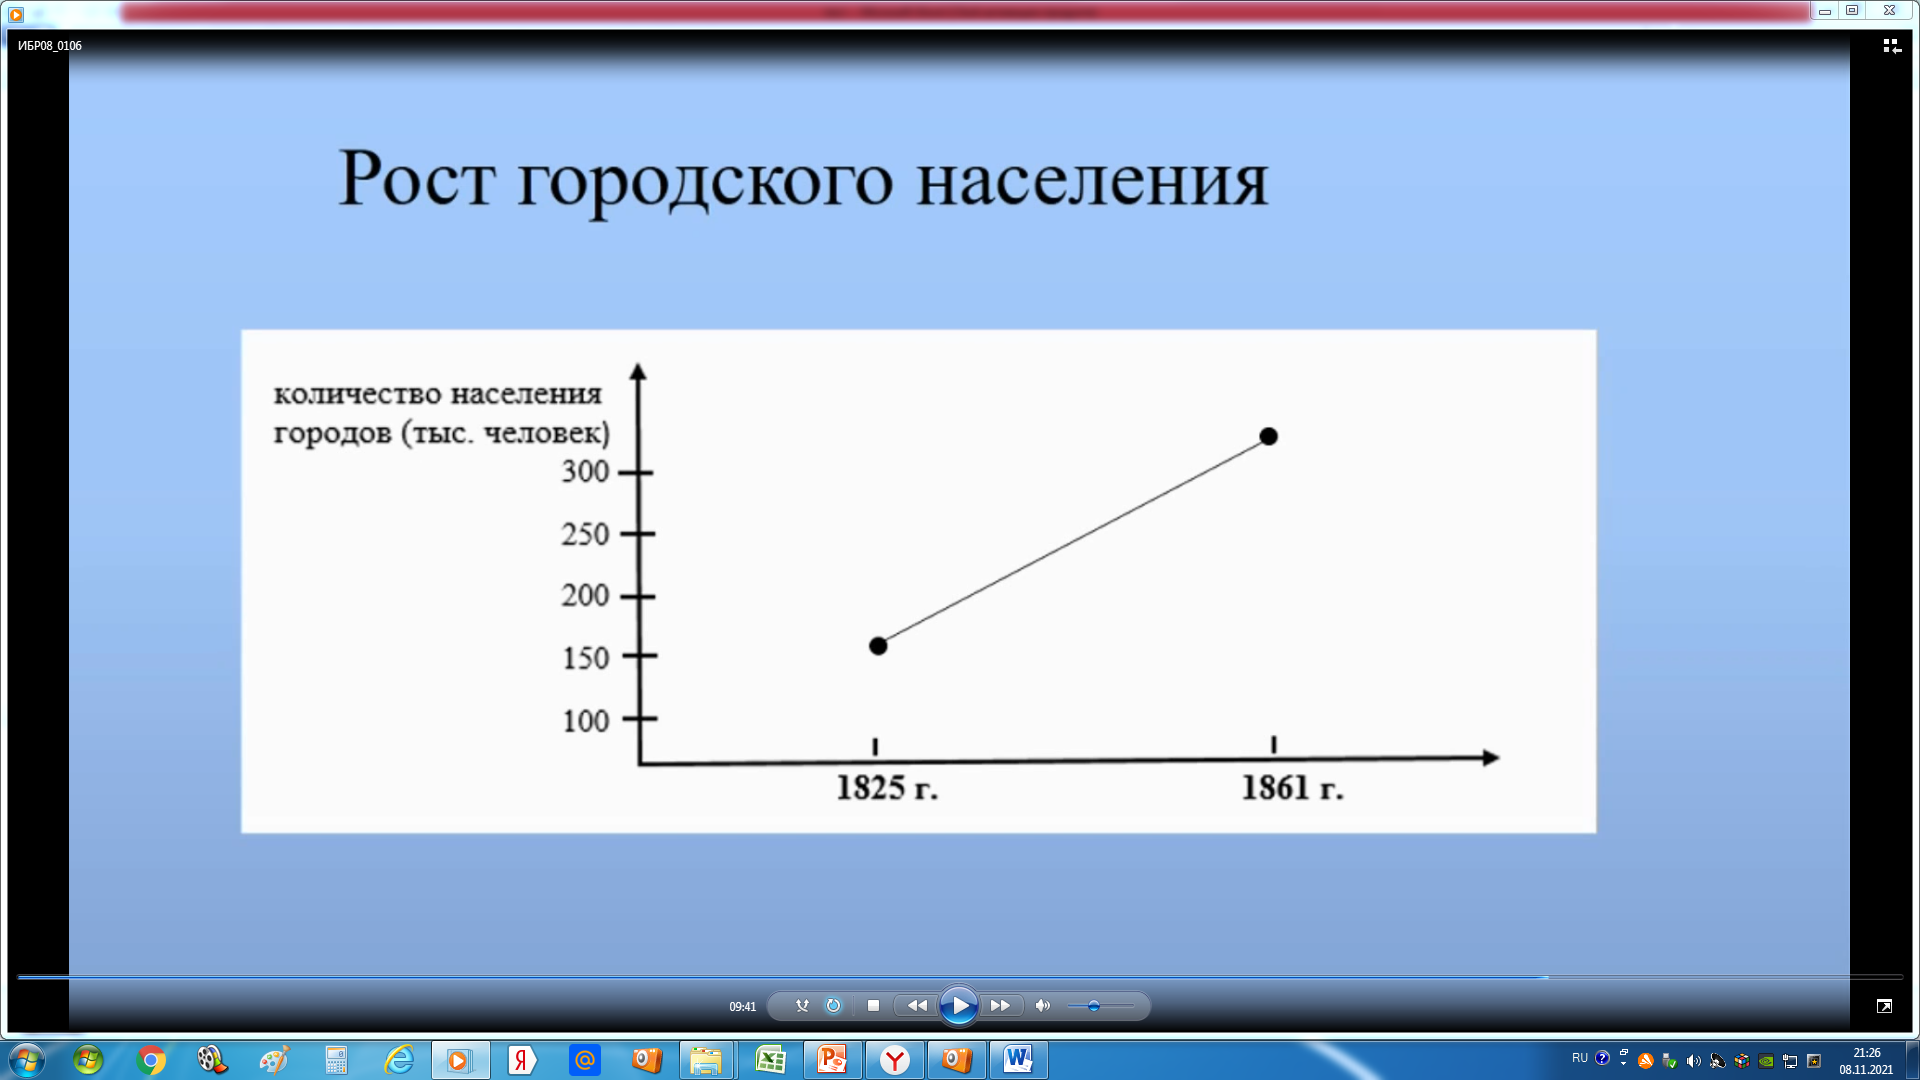 ИБР08_0106
Рост городского населения
количество населения
городов (тыс. человек)
300
250
200
150
100
1825 г.
1861 г.
09:41
Я
@
P
Y
W
RU
21:26
08.11.2021